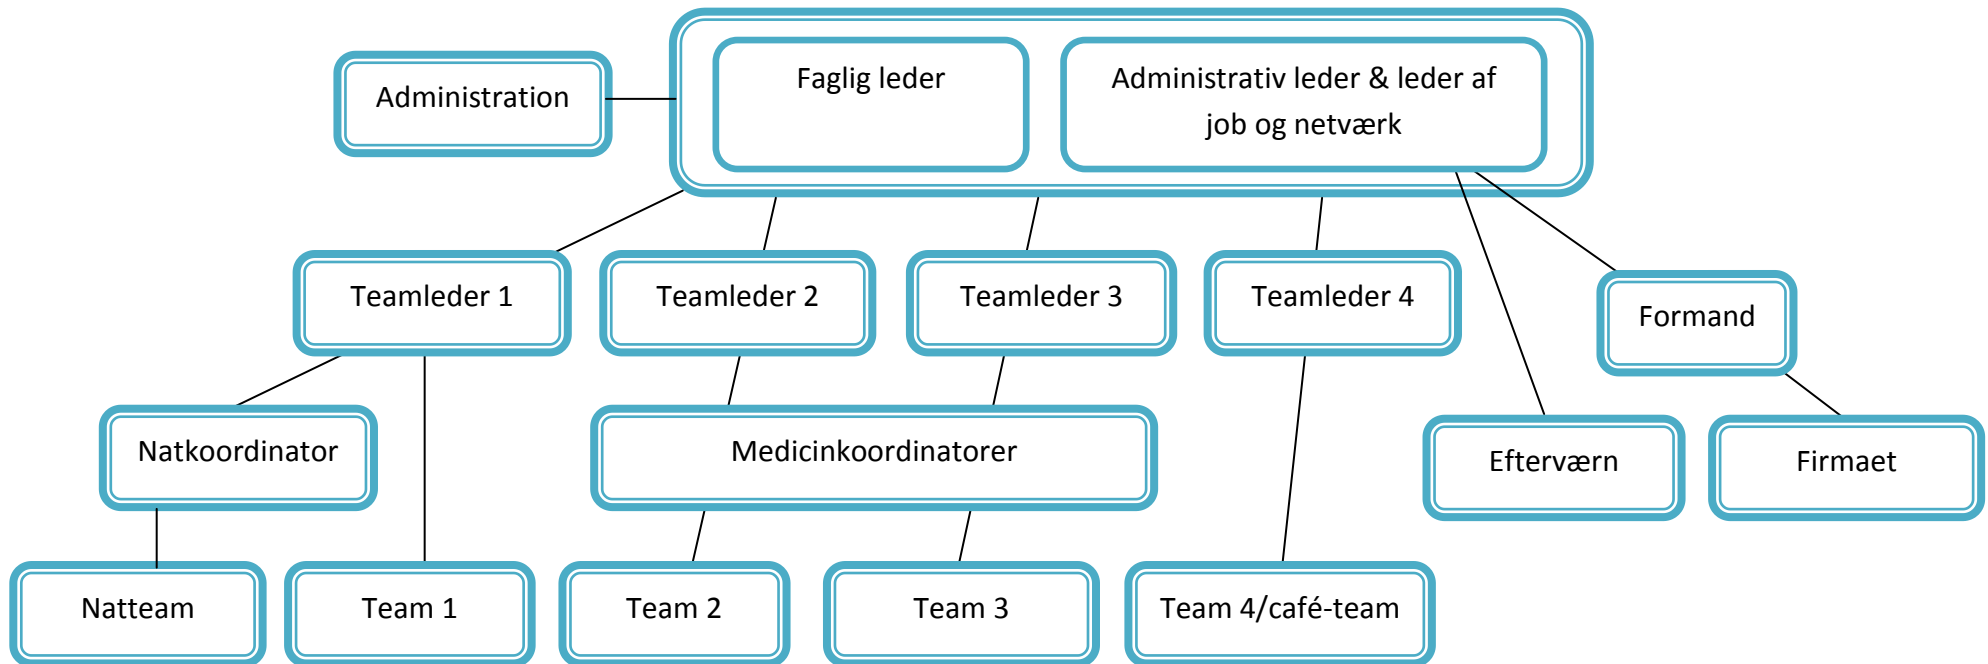 Administration
Faglig leder
Administrativ leder & leder af
job og netværk
Teamleder 1
Teamleder 2
Teamleder 3
Teamleder 4
Formand
Natkoordinator
Medicinkoordinatorer
Efterværn
Firmaet
Natteam
Team 1
Team 2
Team 3
Team 4/café-team